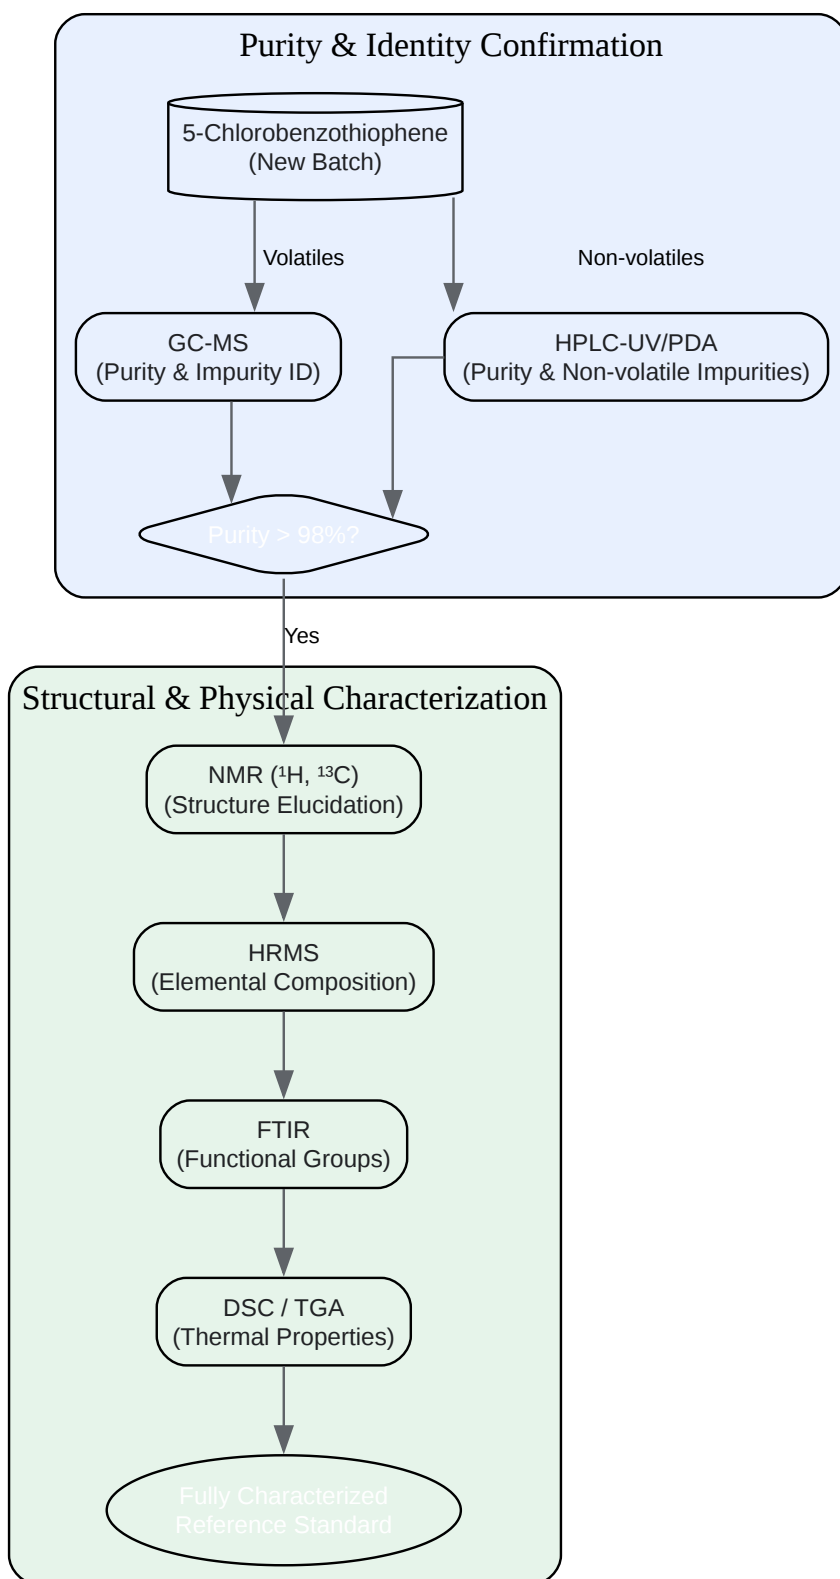 Purity & Identity Confirmation
5-Chlorobenzothiophene
(New Batch)
Volatiles
Non-volatiles
GC-MS
(Purity & Impurity ID)
HPLC-UV/PDA
(Purity & Non-volatile Impurities)
Purity > 98%?
Yes
Structural & Physical Characterization
NMR (¹H, ¹³C)
(Structure Elucidation)
HRMS
(Elemental Composition)
FTIR
(Functional Groups)
DSC / TGA
(Thermal Properties)
Fully Characterized
Reference Standard